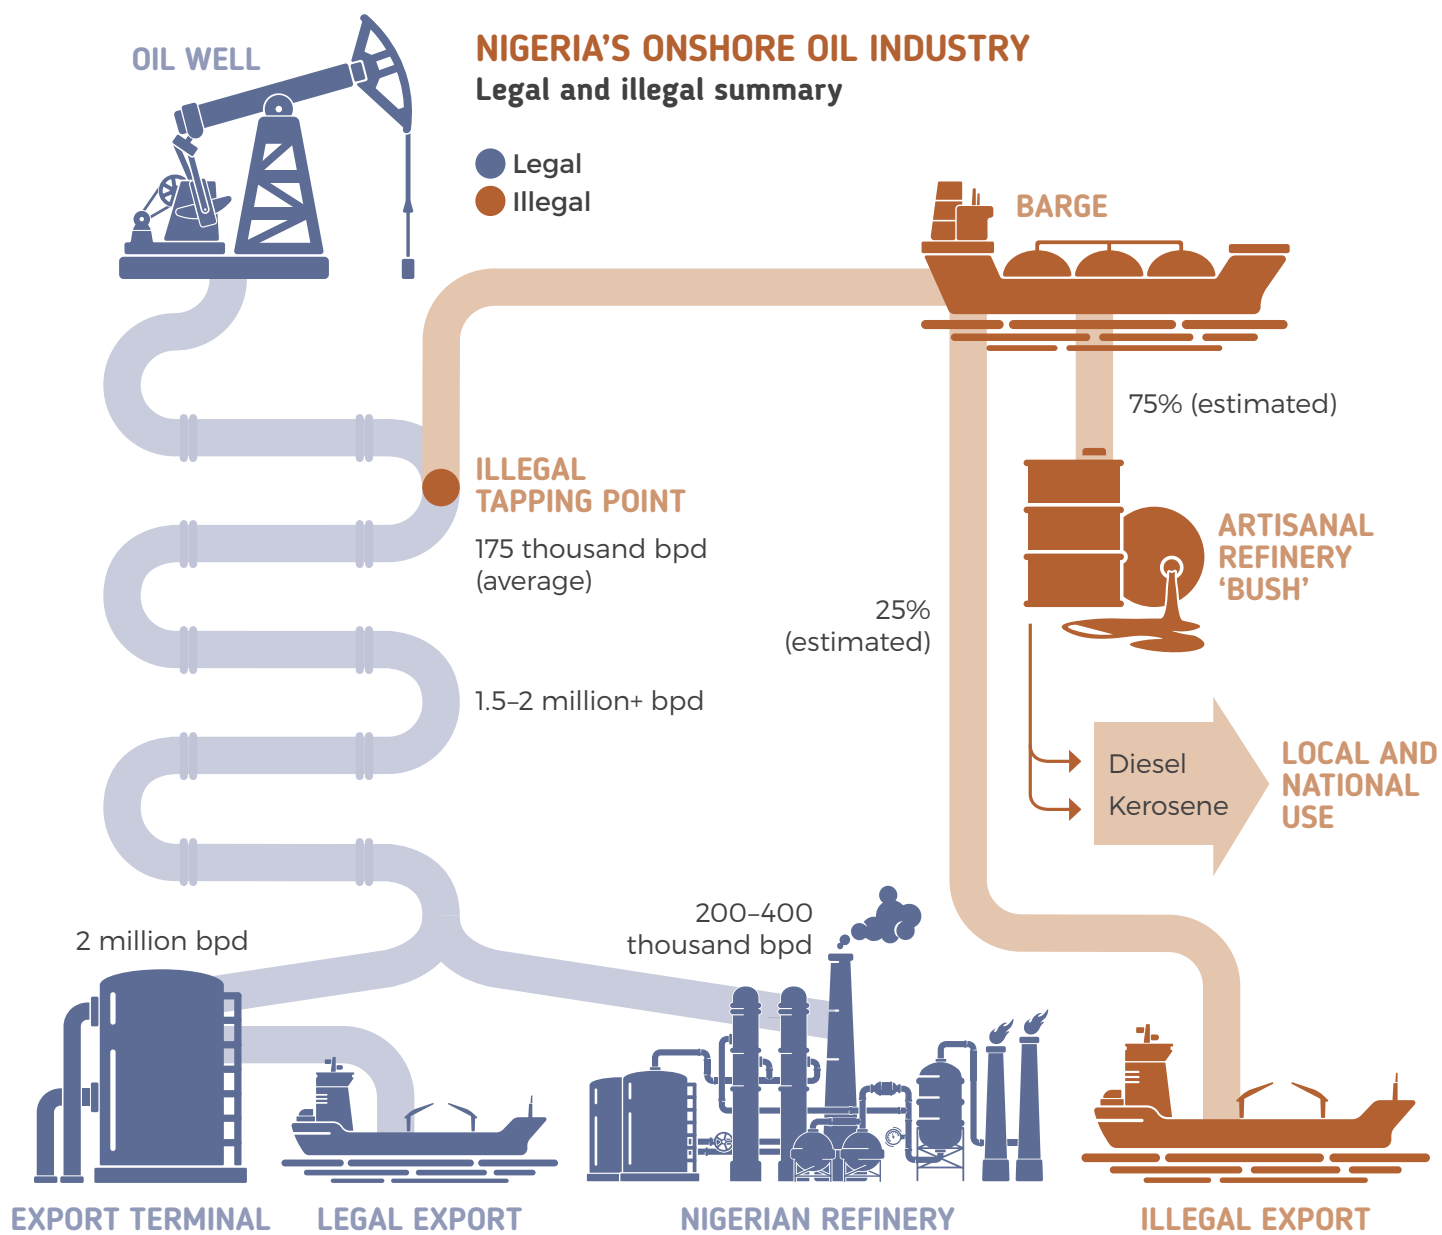 OIL WELL
NIGERIA’S ONSHORE OIL INDUSTRY
Legal and illegal summary
Legal
Illegal
BARGE
75% (estimated)
ILLEGAL
TAPPING POINT
175 thousand bpd
(average)
ARTISANAL
REFINERY
‘BUSH’
25%
(estimated)
1.5–2 million+ bpd
Diesel
Kerosene
LOCAL AND
NATIONAL
USE
2 million bpd
200–400
thousand bpd
EXPORT TERMINAL
LEGAL EXPORT
NIGERIAN REFINERY
ILLEGAL EXPORT